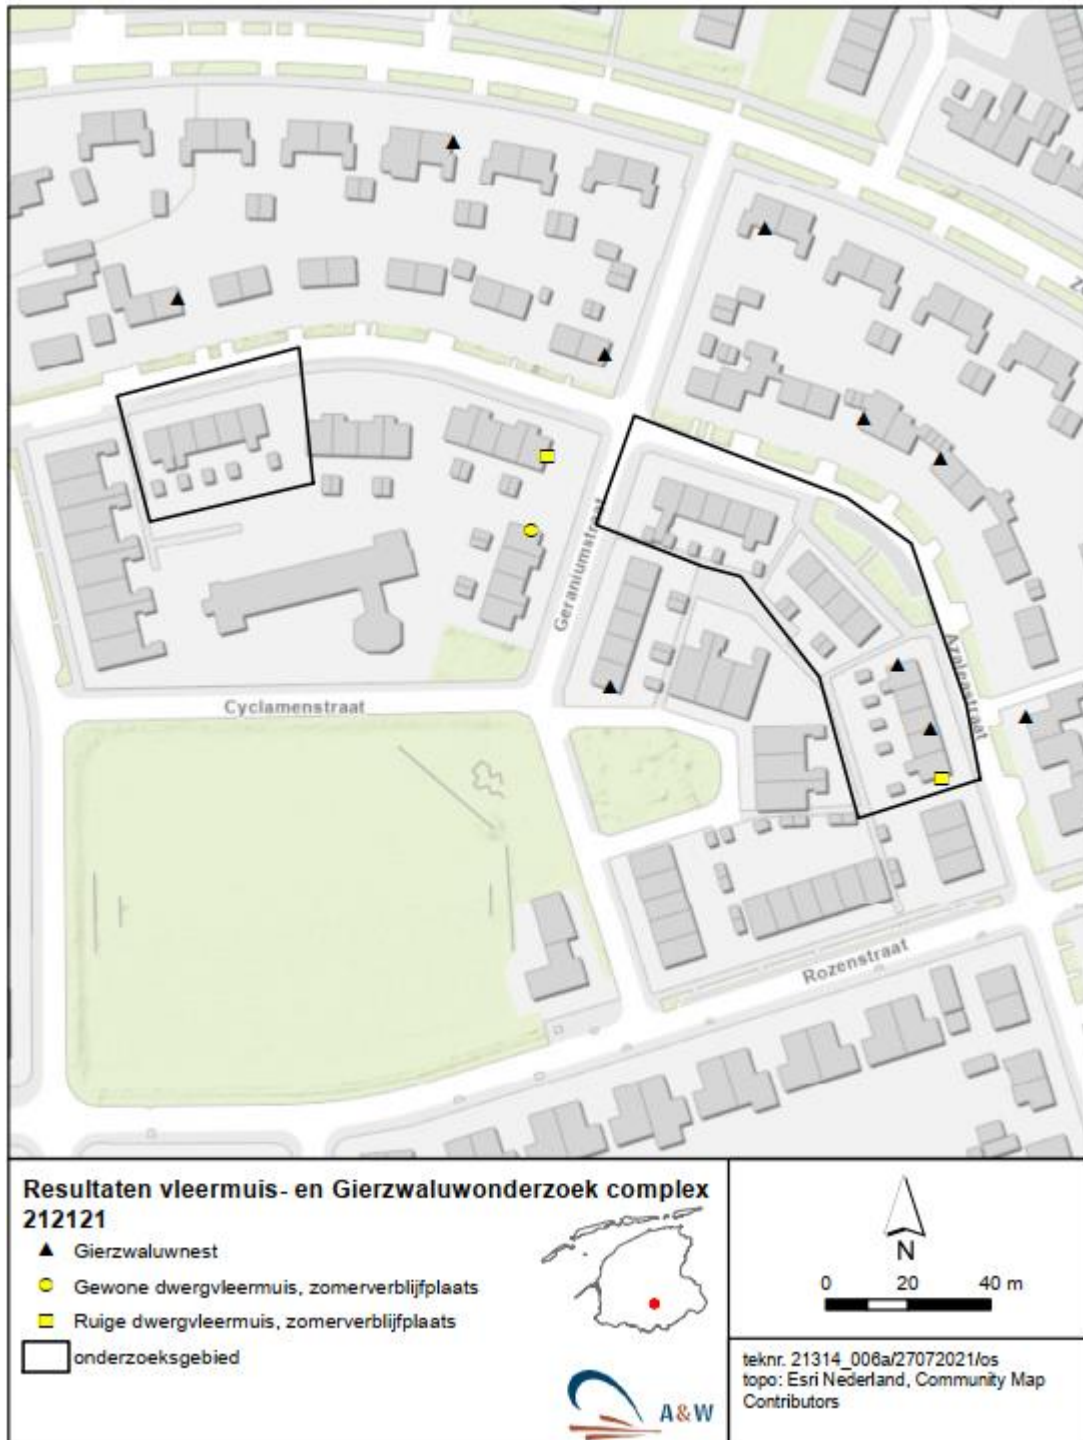 Geraniumstraat
Cyclamenstraat
Azaleastraat
Rozenstraat
Resultaten vleermuis- en Gierzwaluwonderzoek complex
212121
Gierzwaluwnest
Gewone dwergvleermuis, zomerverblijfplaats
Ruige dwergvleermuis, zomerverblijfplaats
onderzoeksgebied
A&W
N
0 20 40 m
teknr. 21314_006a/27072021/os
topo: Esri Nederland, Community Map
Contributors